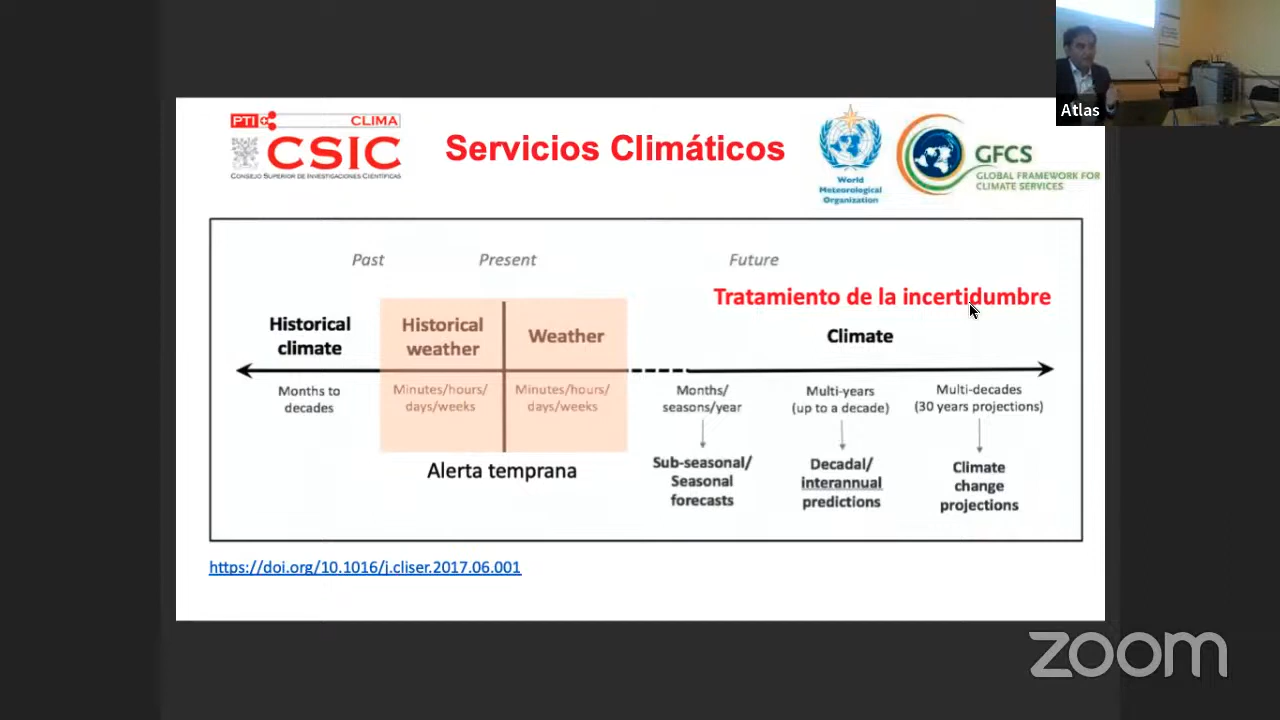 PTI CLIMA
CSIC
CONSEJO SUPERIOR DE INVESTIGACIONES CIENTÍFICAS
Servicios Climáticos
World
Meteorological
Organization
GFCS
GLOBAL FRAMEWORK FOR
CLIMATE SERVICES
Atlas
Past Present Future
Tratamiento de la incertidumbre
Historical
climate
Historical
weather
Weather
Climate
Months to
decades
Minutes/hours/
days/weeks
Minutes/hours/
days/weeks
Months/
seasons/year
Multi-years
(up to a decade)
Multi-decades
(30 years projections)
Alerta temprana
Sub-seasonal/
Seasonal
forecasts
Decadal/
interannual
predictions
Climate
change
projections
https://doi.org/10.1016/j.cliser.2017.06.001
zoom